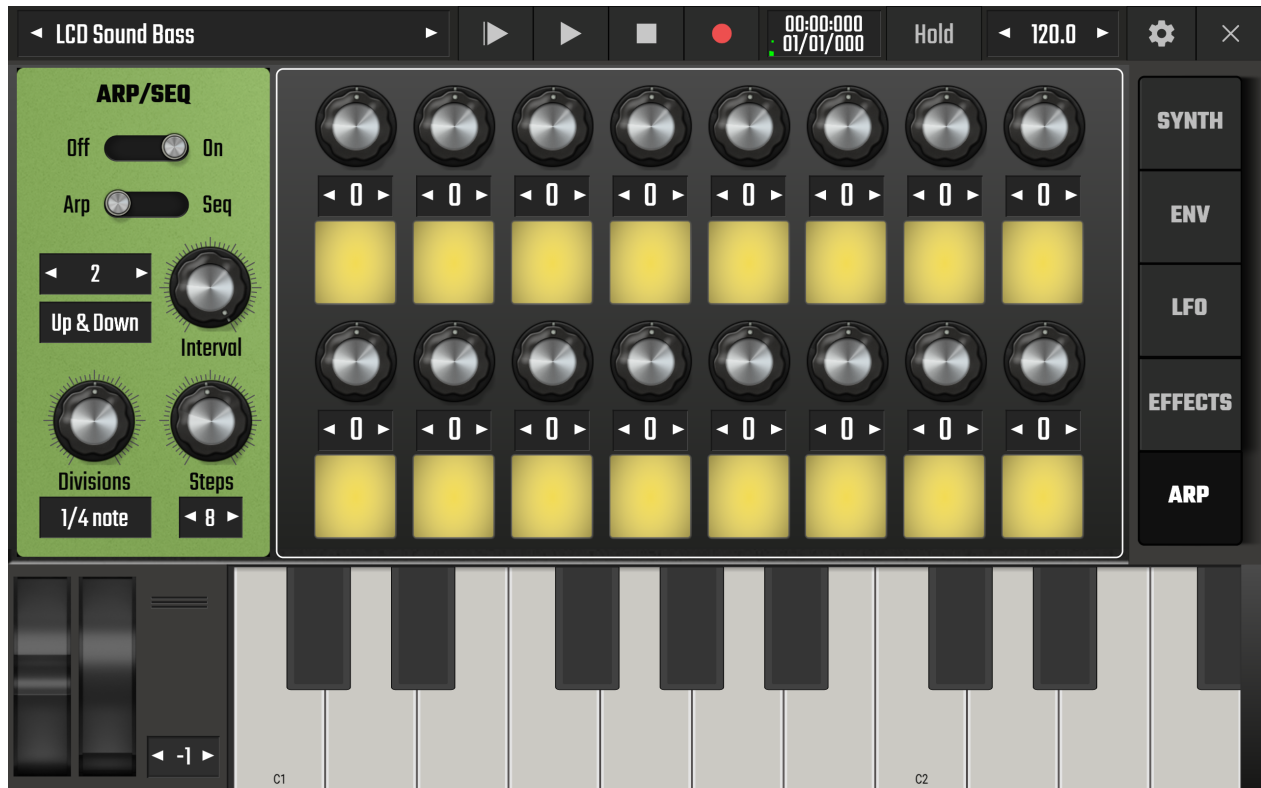 LCD Sound Bass
00:00:000
01/01/000
Hold
120.0
ARP/SEQ
Off On
Arp Seq
2
Up & Down
Interval
Divisions
1/4 note
Steps
8
0 0 0 0 0 0 0 0
0 0 0 0 0 0 0 0
SYNTH
ENV
LFO
EFFECTS
ARP
-1
C1
C2